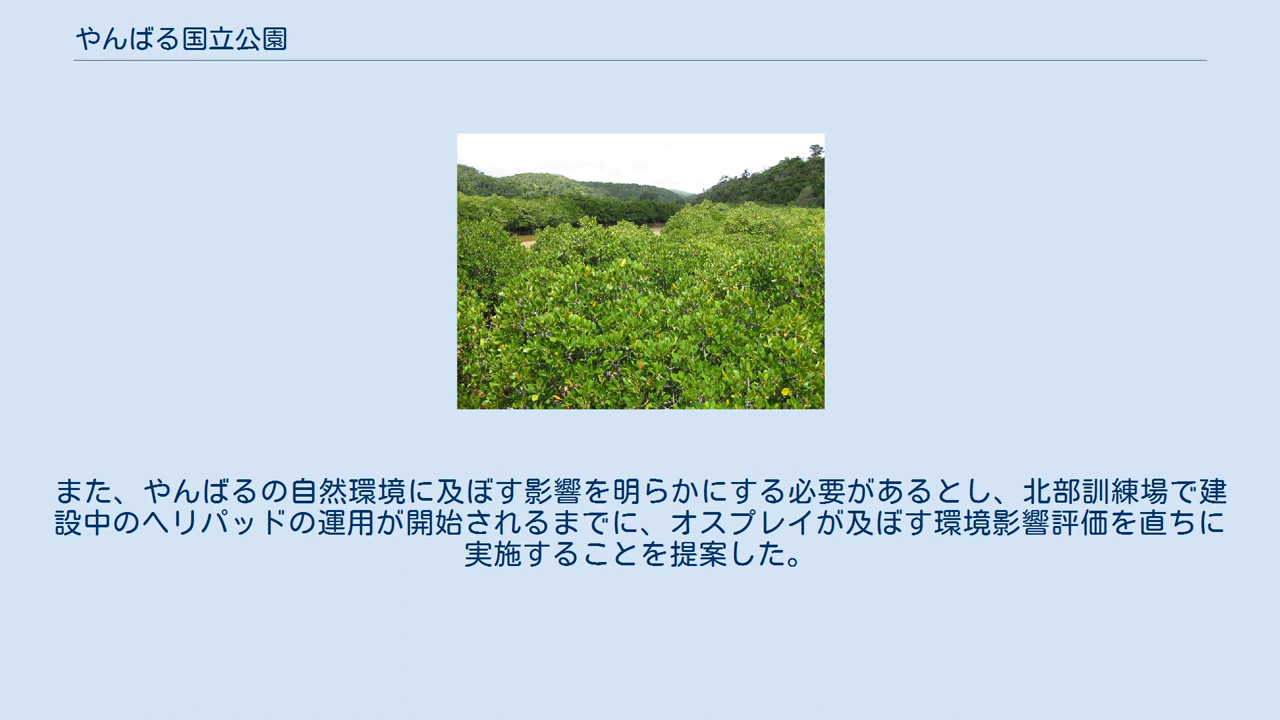 やんばる国立公園
また、やんばるの自然環境に及ぼす影響を明らかにする必要があるとし、北部訓練場で建
設中のヘリパッドの運用が開始されるまでに、オスプレイが及ぼす環境影響評価を直ちに
実施することを提案した。